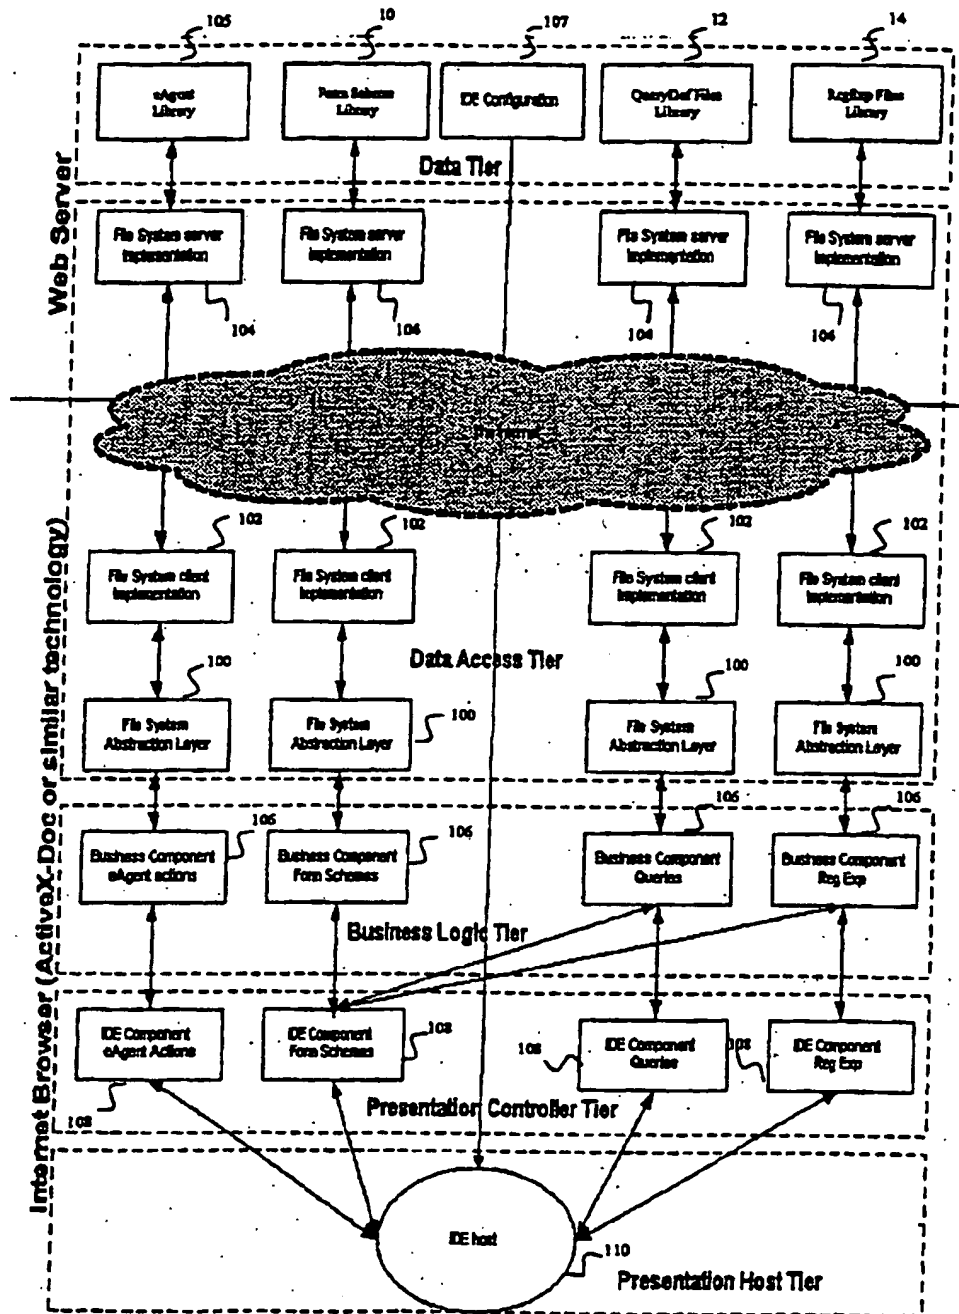 105
10
107
12
14
eAgent
Library
Form Scheme
Library
IDE Configuration
QueryDef Files
Library
RegExp Files
Library
Data Tier
Web Server
File System server
Implementation
File System server
Implementation
File System server
Implementation
File System server
Implementation
104
104
104
102
102
102
102
File System client
Implementation
File System client
Implementation
File System client
Implementation
File System client
Implementation
Data Access Tier
100
100
100
100
File System
Abstraction Layer
File System
Abstraction Layer
File System
Abstraction Layer
File System
Abstraction Layer
Internet Browser (ActiveX-Doc or similar technology)
106
106
106
106
Business Component
eAgent actions
Business Component
Form Schemes
Business Component
Queries
Business Component
Reg Exp
Business Logic Tier
IDE Component
eAgent Actions
IDE Component
Form Schemes
IDE Component
Queries
IDE Component
Reg Exp
108
108
108
108
Presentation Controller Tier
IDE host
110
Presentation Host Tier